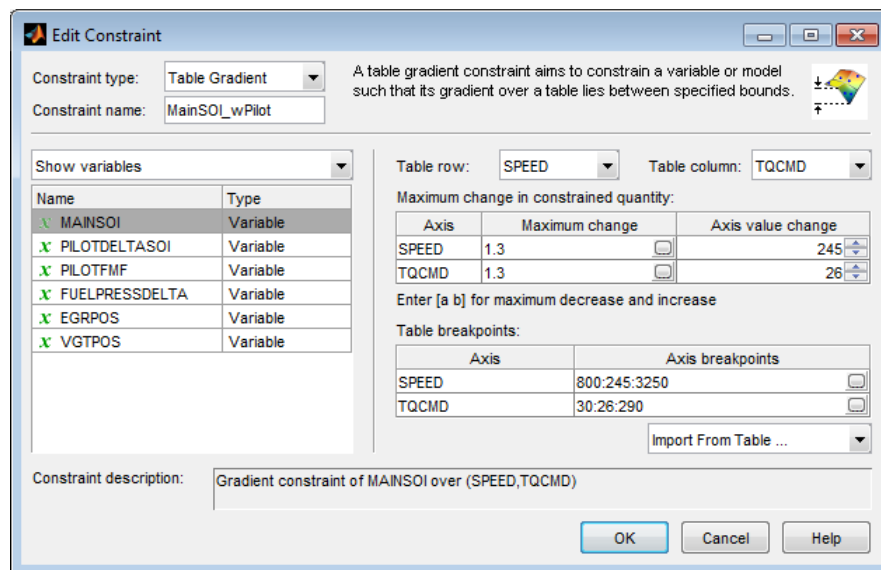 Edit Constraint
Constraint type: Table Gradient
A table gradient constraint aims to constrain a variable or model
such that its gradient over a table lies between specified bounds.
Constraint name: MainSOI_wPilot
Show variables
Name Type
x MAINSOI Variable
x PILOTDELTASOI Variable
x PILOTFMF Variable
x FUELPRESSDELTA Variable
x EGRPOS Variable
x VGTPOS Variable
Table row: SPEED Table column: TQCMD
Maximum change in constrained quantity:
Axis Maximum change Axis value change
SPEED 1.3 245
TQCMD 1.3 26
Enter [a b] for maximum decrease and increase
Table breakpoints:
Axis Axis breakpoints
SPEED 800:245:3250
TQCMD 30:26:290
Import From Table ...
Constraint description: Gradient constraint of MAINSOI over (SPEED,TQCMD)
OK Cancel Help